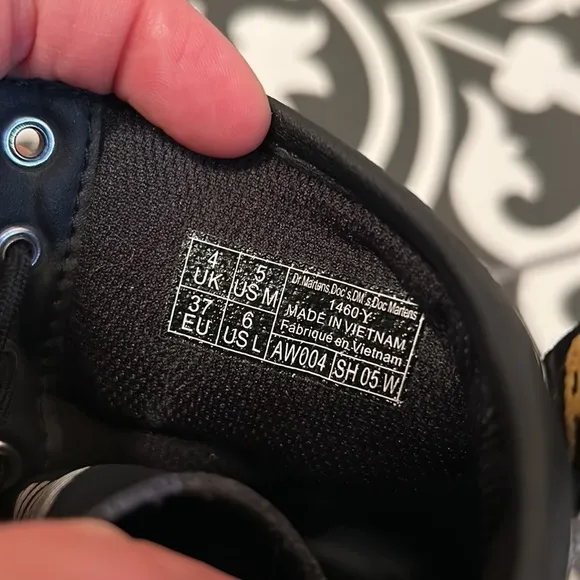 4
UK
5
US M
37
EU
6
US L
Dr.Martens,Doc's,DM's,Doc Martens
1460-Y
MADE IN VIETNAM
Fabriqué en Vietnam
AW004
SH 05 W